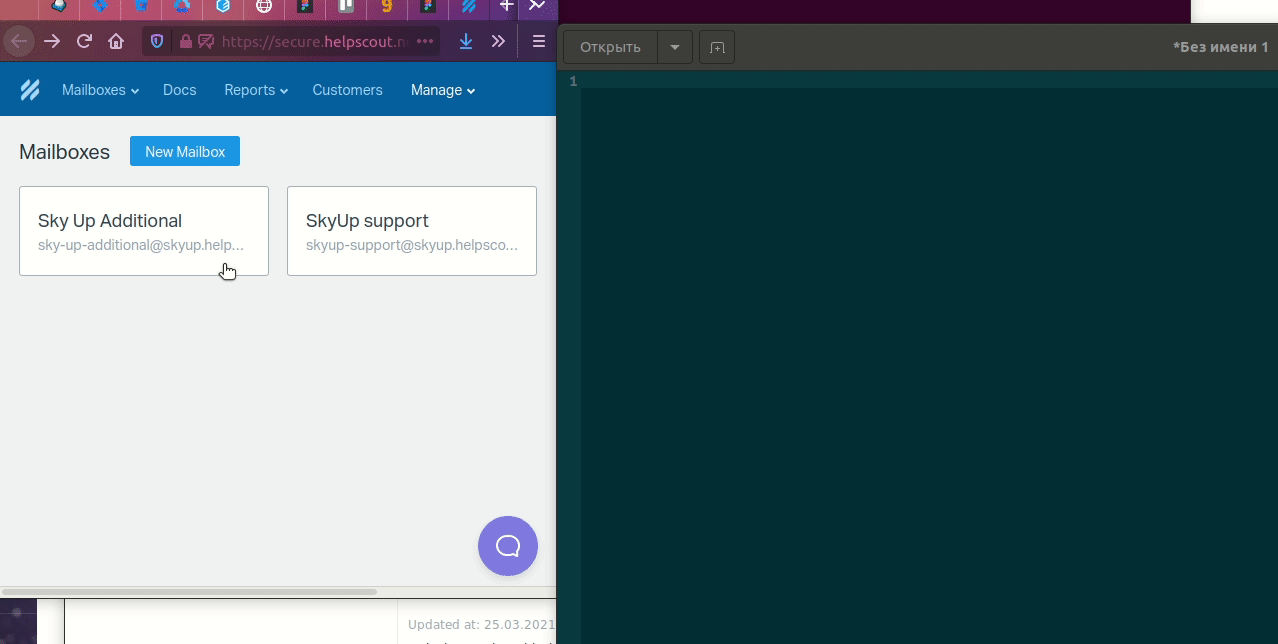 https://secure.helpscout.n
Mailboxes Docs Reports Customers Manage
Mailboxes New Mailbox
Sky Up Additional
sky-up-additional@skyup.help...
SkyUp support
skyup-support@skyup.helpsco...
Updated at: 25.03.2021
Открыть
*Без имени 1
1